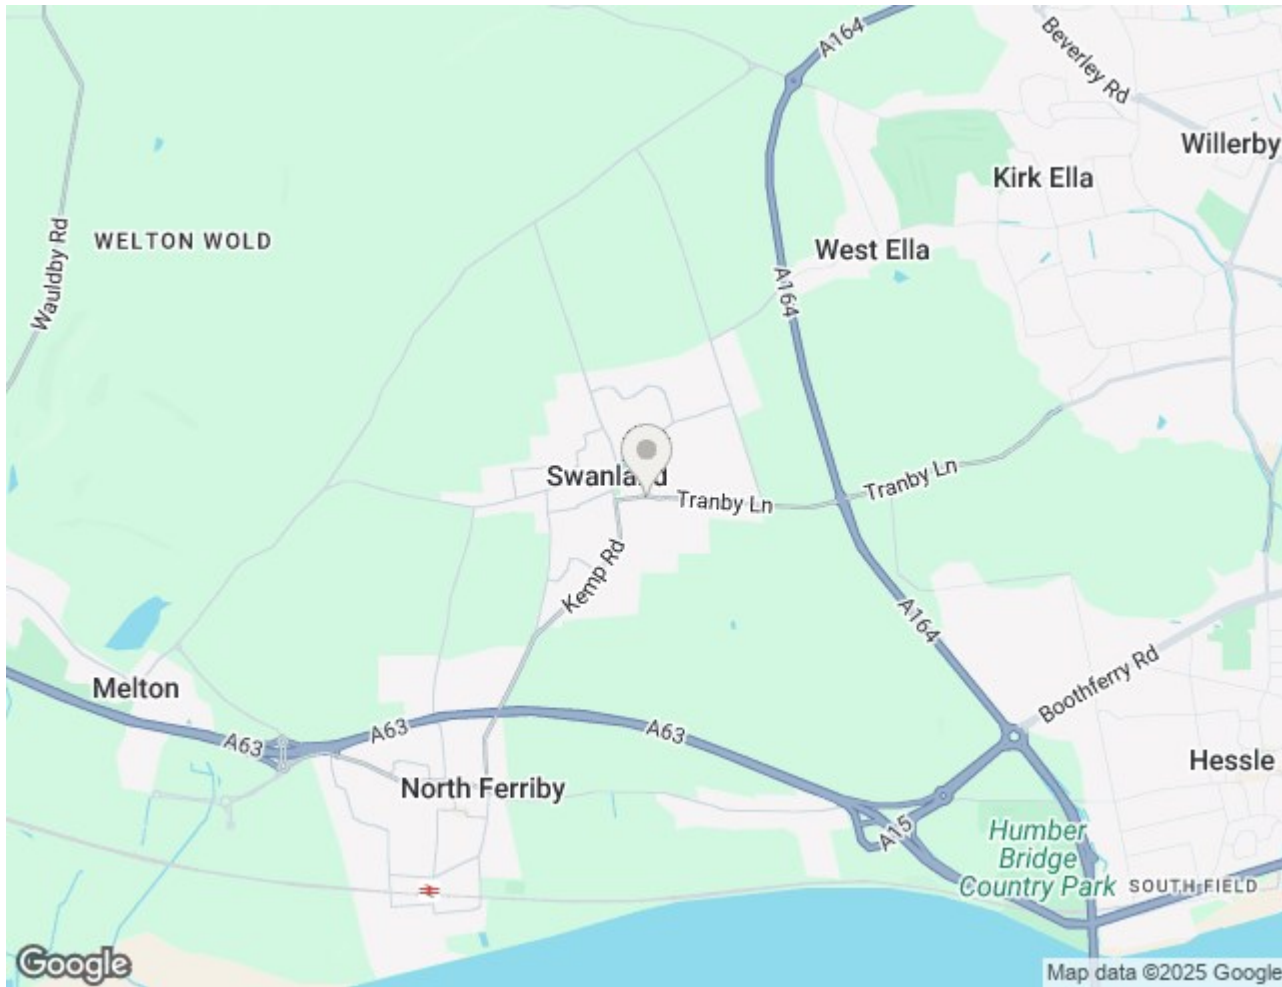 A164
Beverley Rd
Willerby
Kirk Ella
Wauldby Rd
WELTON WOLD
West Ella
A164
Swanland
Tranby Ln
Tranby Ln
Kemp Rd
A164
Boothferry Rd
Melton
A63
A63
A63
North Ferriby
Hessle
A15
Humber
Bridge
Country Park
SOUTH FIELD
Google
Map data ©2025 Google